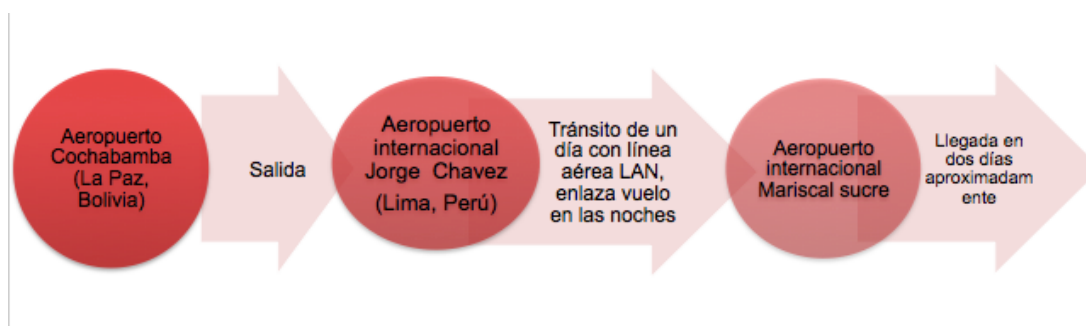 Aeropuerto
Cochabamba
(La Paz,
Bolivia)
Salida
Aeropuerto
internacional
Jorge Chavez
(Lima, Perú)
Tránsito de un
día con línea
aérea LAN,
enlaza vuelo
en las noches
Aeropuerto
internacional
Mariscal sucre
Llegada en
dos días
aproximadam
ente